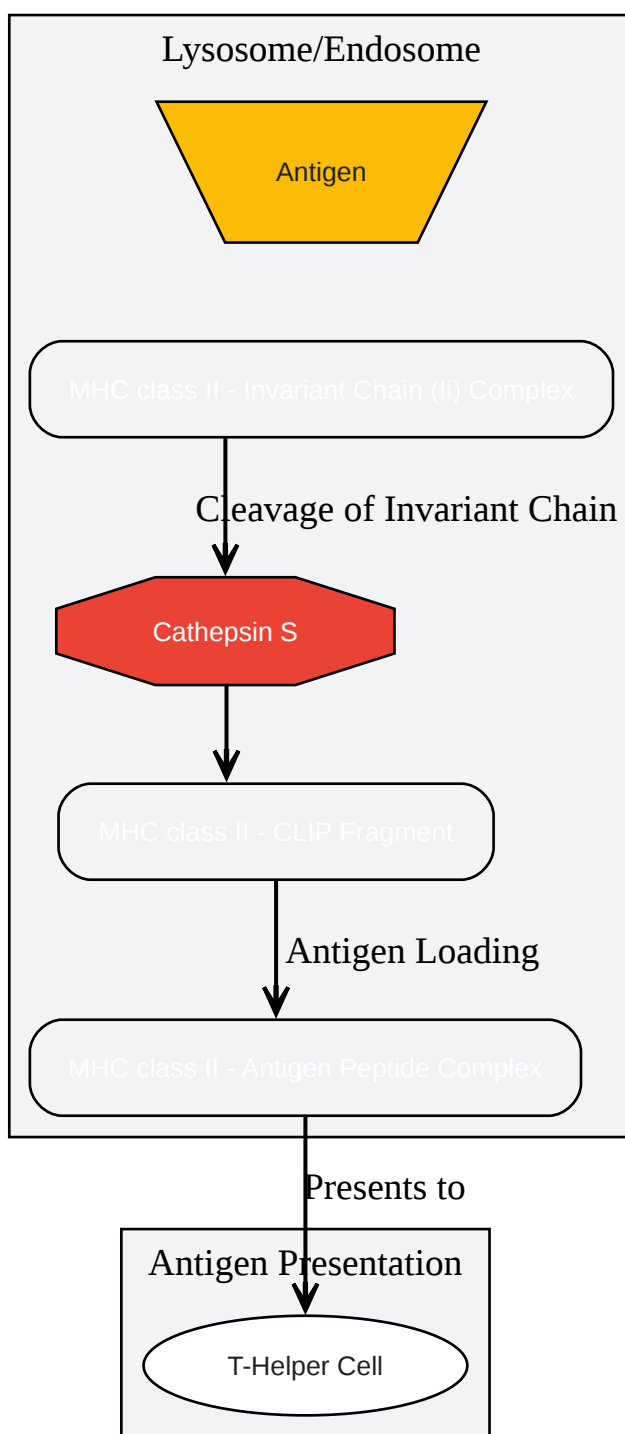 Lysosome/Endosome
Antigen
MHC class II - Invariant Chain (Ii) Complex
Cleavage of Invariant Chain
Cathepsin S
MHC class II - CLIP Fragment
Antigen Loading
MHC class II - Antigen Peptide Complex
Presents to
Antigen Presentation
T-Helper Cell